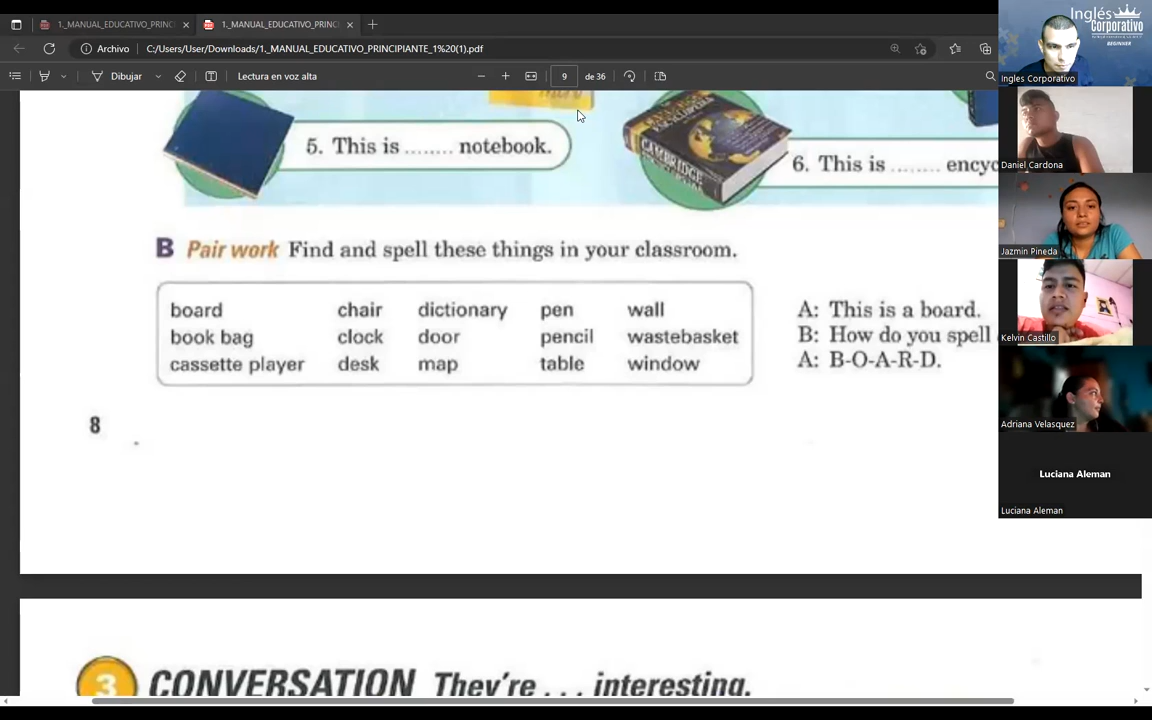 1._MANUAL_EDUCATIVO_PRINC
1._MANUAL_EDUCATIVO_PRINC
Archivo
C:/Users/User/Downloads/1._MANUAL_EDUCATIVO_PRINCIPIANTE_1%20(1).pdf
Dibujar
Lectura en voz alta
9
de 36
5. This is ........ notebook.
CAMBRIDGE
6. This is ........ encyc
B Pair work Find and spell these things in your classroom.
board chair dictionary pen wall
book bag clock door pencil wastebasket
cassette player desk map table window
A: This is a board.
B: How do you spell
A: B-O-A-R-D.
8
3 CONVERSATION They're . . . interesting.
Inglés
Corporativo
BEGINNER
Ingles Corporativo
Daniel Cardona
Jazmin Pineda
Kelvin Castillo
Adriana Velasquez
Luciana Aleman
Luciana Aleman